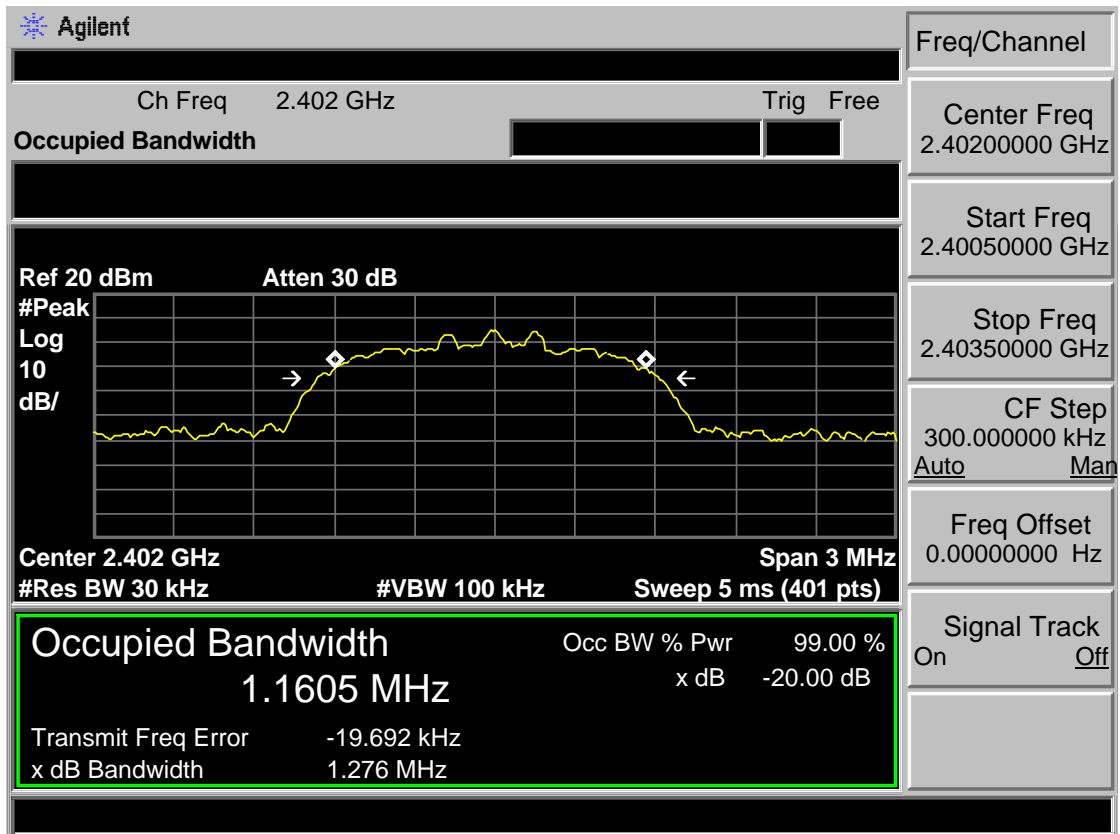 Agilent
Freq/Channel
Ch Freq 2.402 GHz Trig Free
Occupied Bandwidth
Center Freq
2.40200000 GHz
Start Freq
2.40050000 GHz
Stop Freq
2.40350000 GHz
CF Step
300.000000 kHz
Auto Man
Freq Offset
0.00000000 Hz
Signal Track
On Off
Ref 20 dBm Atten 30 dB
#Peak
Log
10
dB/
Center 2.402 GHz Span 3 MHz
#Res BW 30 kHz #VBW 100 kHz Sweep 5 ms (401 pts)
Occupied Bandwidth Occ BW % Pwr 99.00 %
1.1605 MHz x dB -20.00 dB
Transmit Freq Error -19.692 kHz
x dB Bandwidth 1.276 MHz